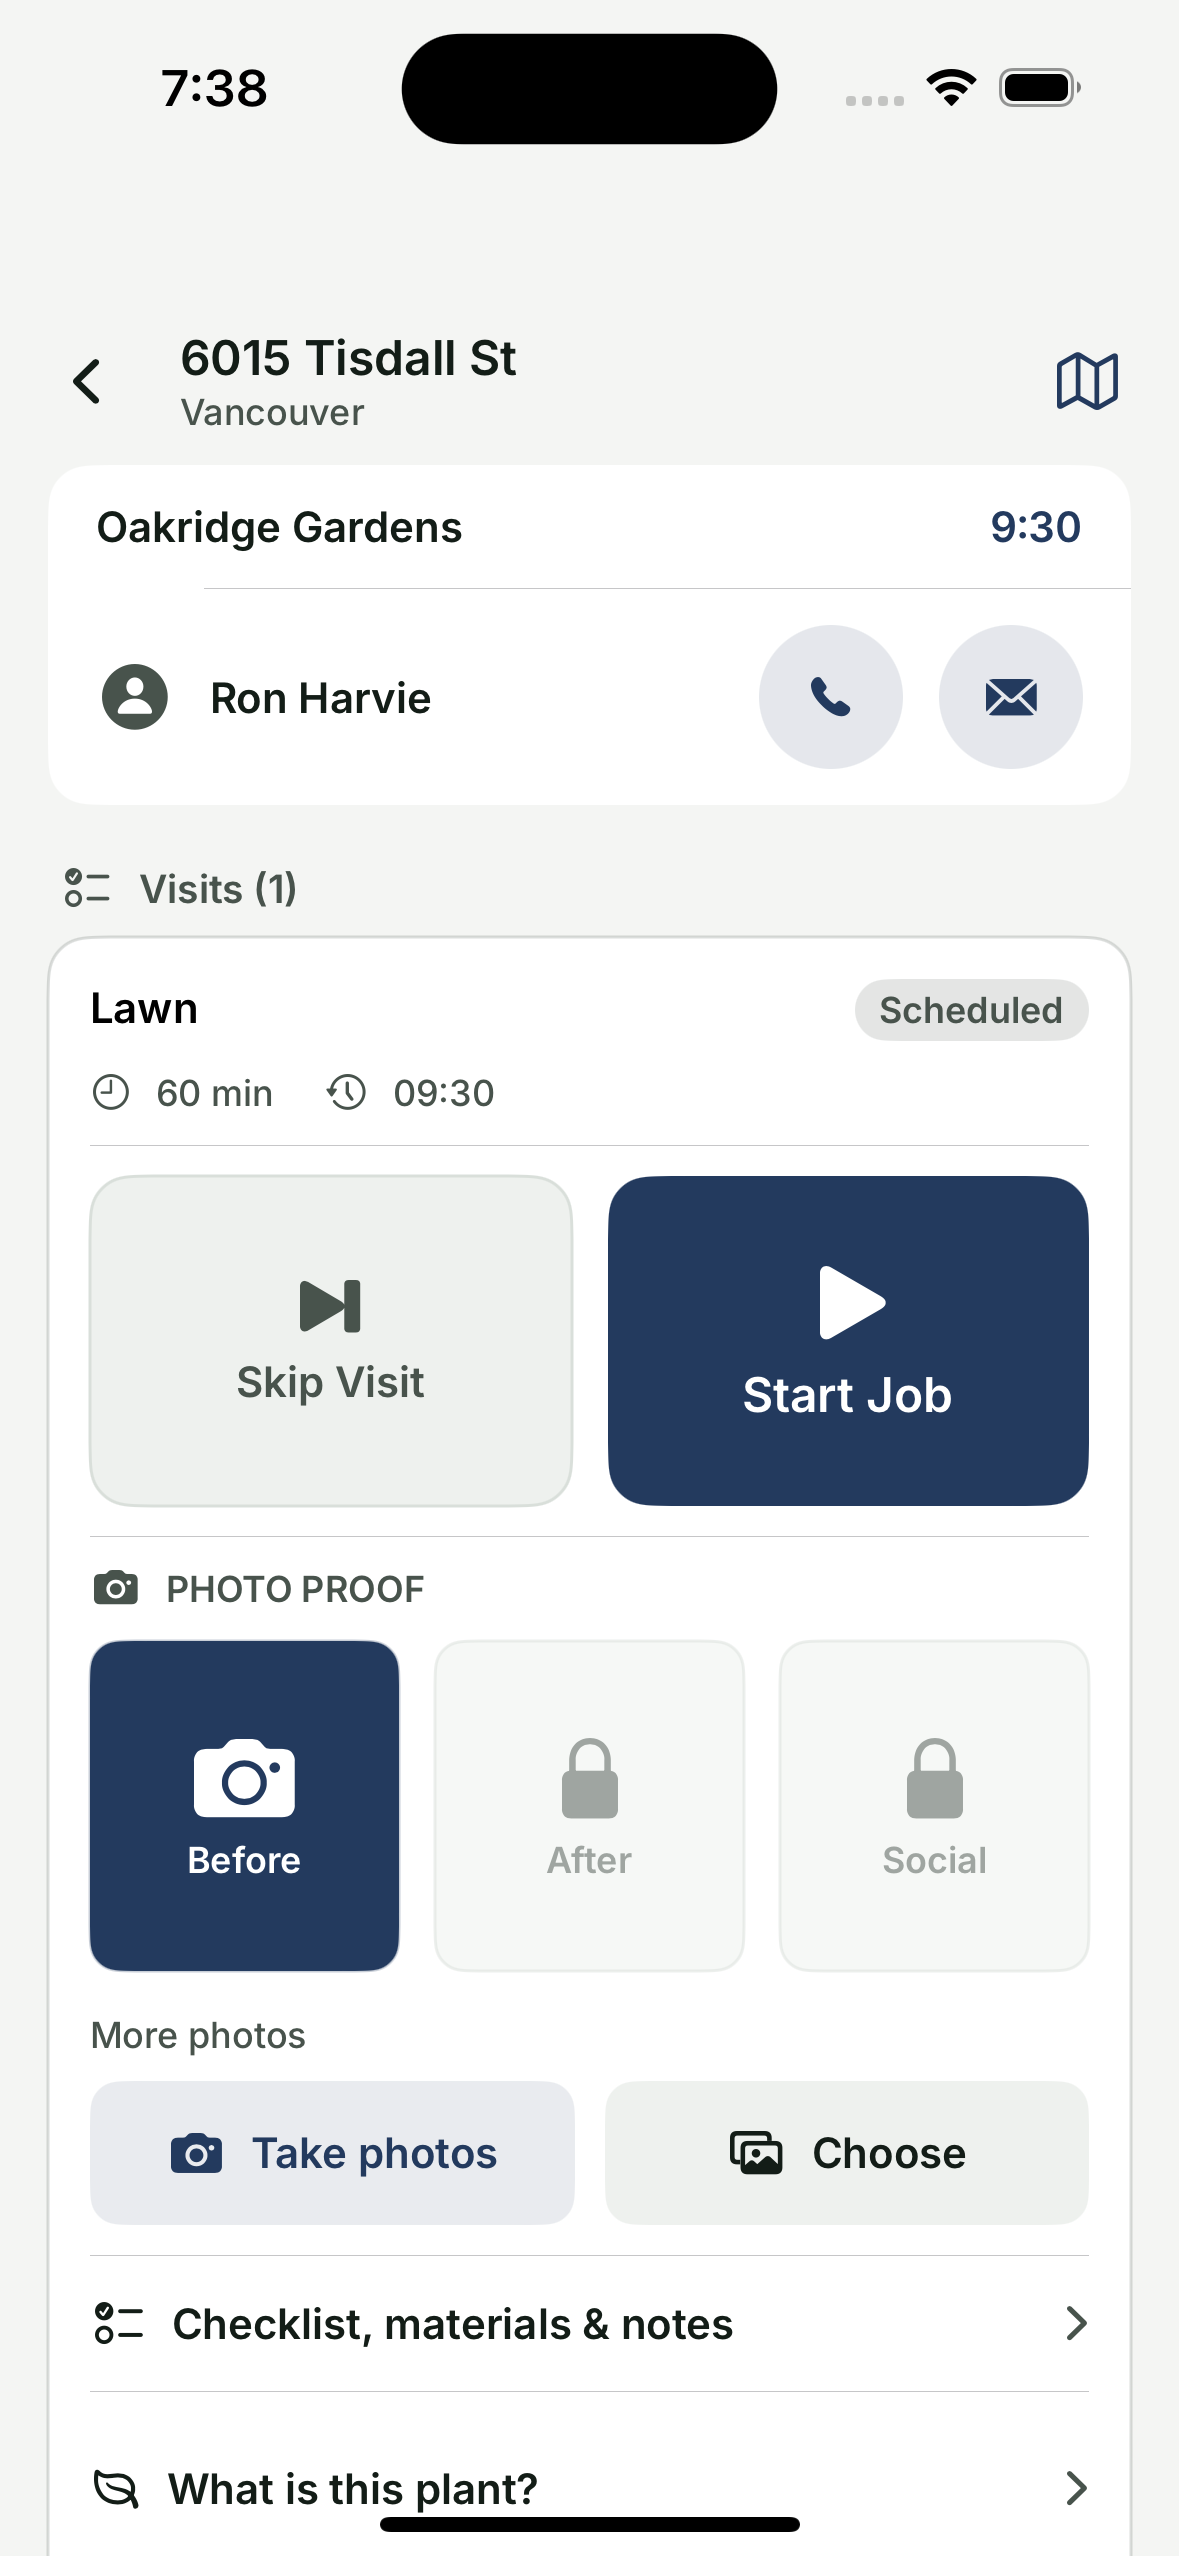 7:38
6015 Tisdall St
Vancouver
Oakridge Gardens 9:30
Ron Harvie
Visits (1)
Lawn Scheduled
60 min 09:30
Skip Visit Start Job
PHOTO PROOF
Before After Social
More photos
Take photos Choose
Checklist, materials & notes
What is this plant?